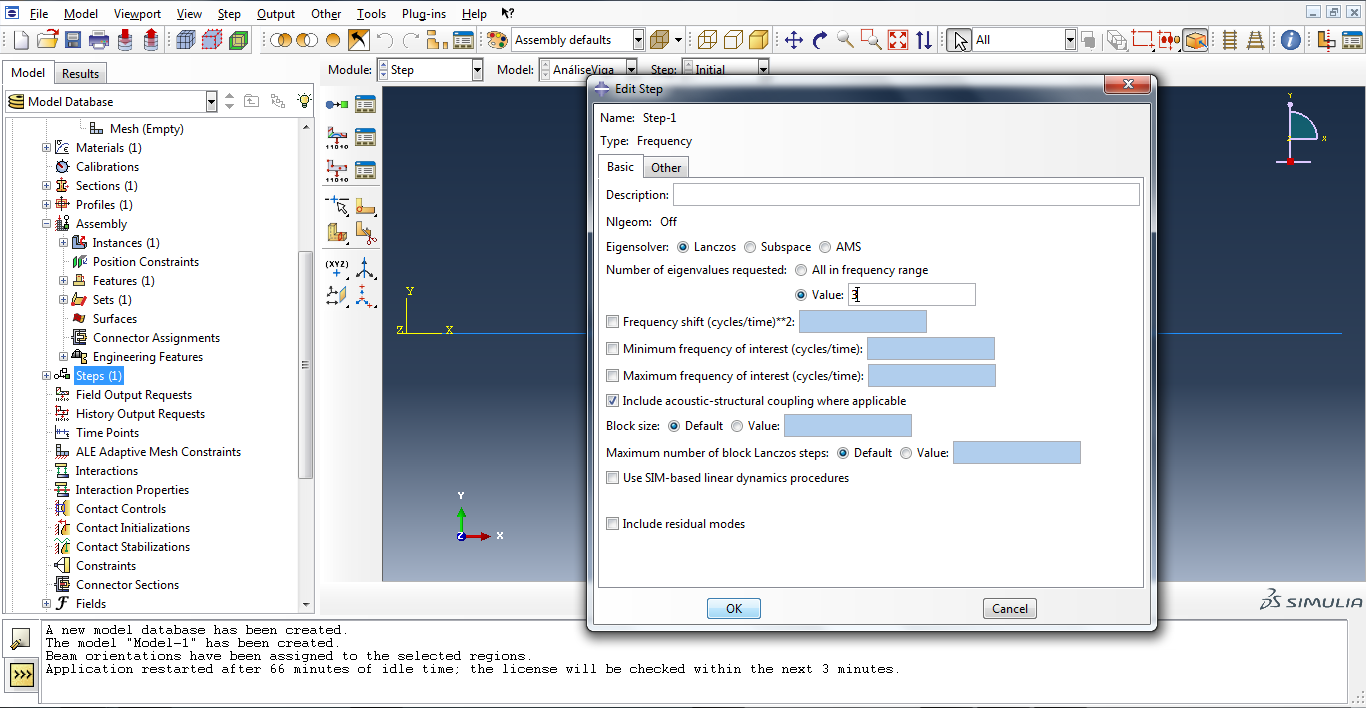 File Model Viewport View Step Output Other Tools Plug-ins Help
Assembly defaults All
Model Results
Module: Step Model: AnáliseViga Step: Initial
Model Database
Mesh (Empty)
Materials (1)
Calibrations
Sections (1)
Profiles (1)
Assembly
Instances (1)
Position Constraints
Features (1)
Sets (1)
Surfaces
Connector Assignments
Engineering Features
Steps (1)
Field Output Requests
History Output Requests
Time Points
ALE Adaptive Mesh Constraints
Interactions
Interaction Properties
Contact Controls
Contact Initializations
Contact Stabilizations
Constraints
Connector Sections
Fields
11010
11010
(XYZ)
Y
Z X
Y
Z X
Y
X
Edit Step
Name: Step-1
Type: Frequency
Basic Other
Description:
Nlgeom: Off
Eigensolver: Lanczos Subspace AMS
Number of eigenvalues requested: All in frequency range
Value: 3
Frequency shift (cycles/time)**2:
Minimum frequency of interest (cycles/time):
Maximum frequency of interest (cycles/time):
Include acoustic-structural coupling where applicable
Block size: Default Value:
Maximum number of block Lanczos steps: Default Value:
Use SIM-based linear dynamics procedures
Include residual modes
OK Cancel
SIMULIA
A new model database has been created.
The model "Model-1" has been created.
Beam orientations have been assigned to the selected regions.
Application restarted after 66 minutes of idle time; the license will be checked within the next 3 minutes.
>>>